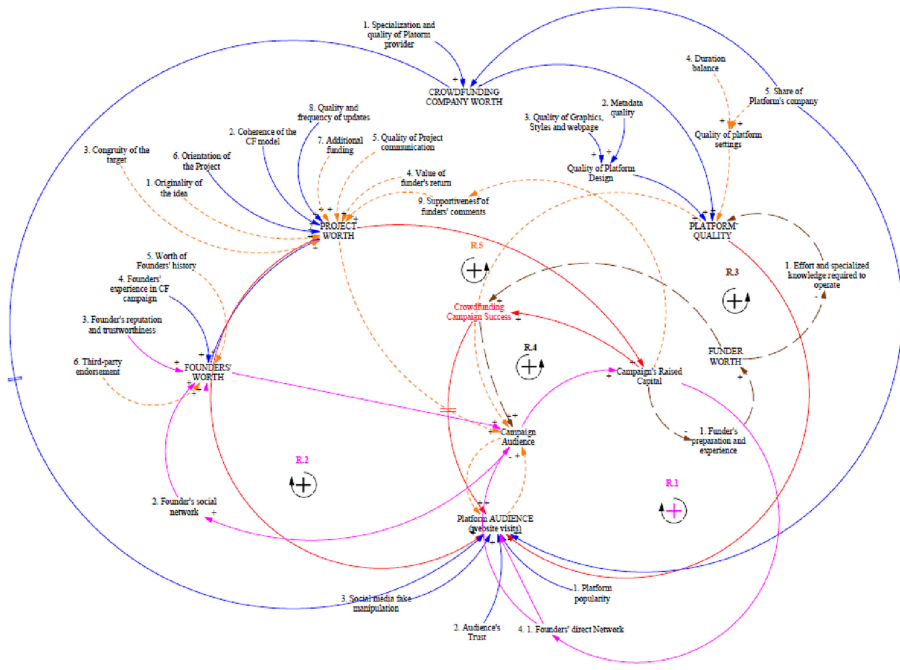 1. Specialization and
quality of Platorm
provider
CROWDFUNDING
COMPANY WORTH
4. Duration
balance
5. Share of
Platform's company
Quality of platform
settings
8. Quality and
frequency of updates
2. Metadata
quality
3. Quality of Graphics,
Styles and webpage
2. Coherence of the
CF model
7. Additional
funding
5. Quality of Project
communication
3. Congruity of the
target
6. Orientation of
the Project
Quality of Platform
Design
4. Value of
funder's return
1. Originality of
the idea
9. Supportiveness of
funders' comments
PROJECT
WORTH
PLATFORM
QUALITY
R.5
5. Worth of
Founders' history
R.3
1. Effort and specialized
knowledge required to
operate
4. Founders'
experience in CF
campaign
Crowdfunding
Campaign Success
3. Founder's reputation
and trustworthiness
R.4
FUNDER
WORTH
6. Third-party
endorsement
FOUNDERS'
WORTH
Campaign's Raised
Capital
Campaign
Audience
1. Funder's
preparation and
experience
R.2
R.1
2. Founder's social
network
Platform AUDIENCE
(website visits)
3. Social media fake
manipulation
1. Platform
popularity
2. Audience's
Trust
4. 1. Founders' direct Network